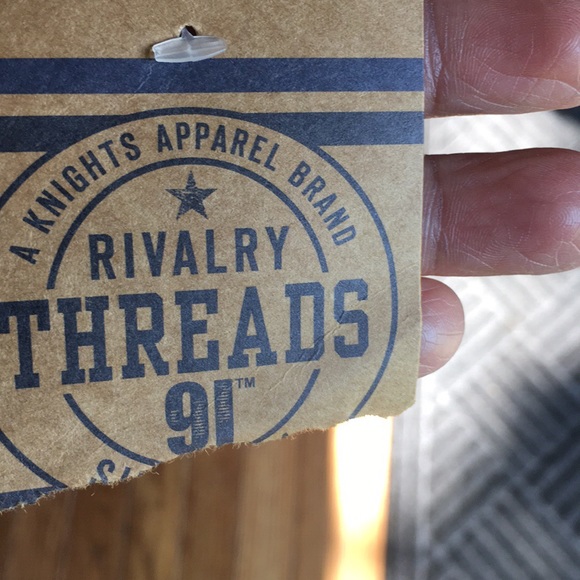 A KNIGHTS APPAREL BRAND
RIVALRY
THREADS
91™